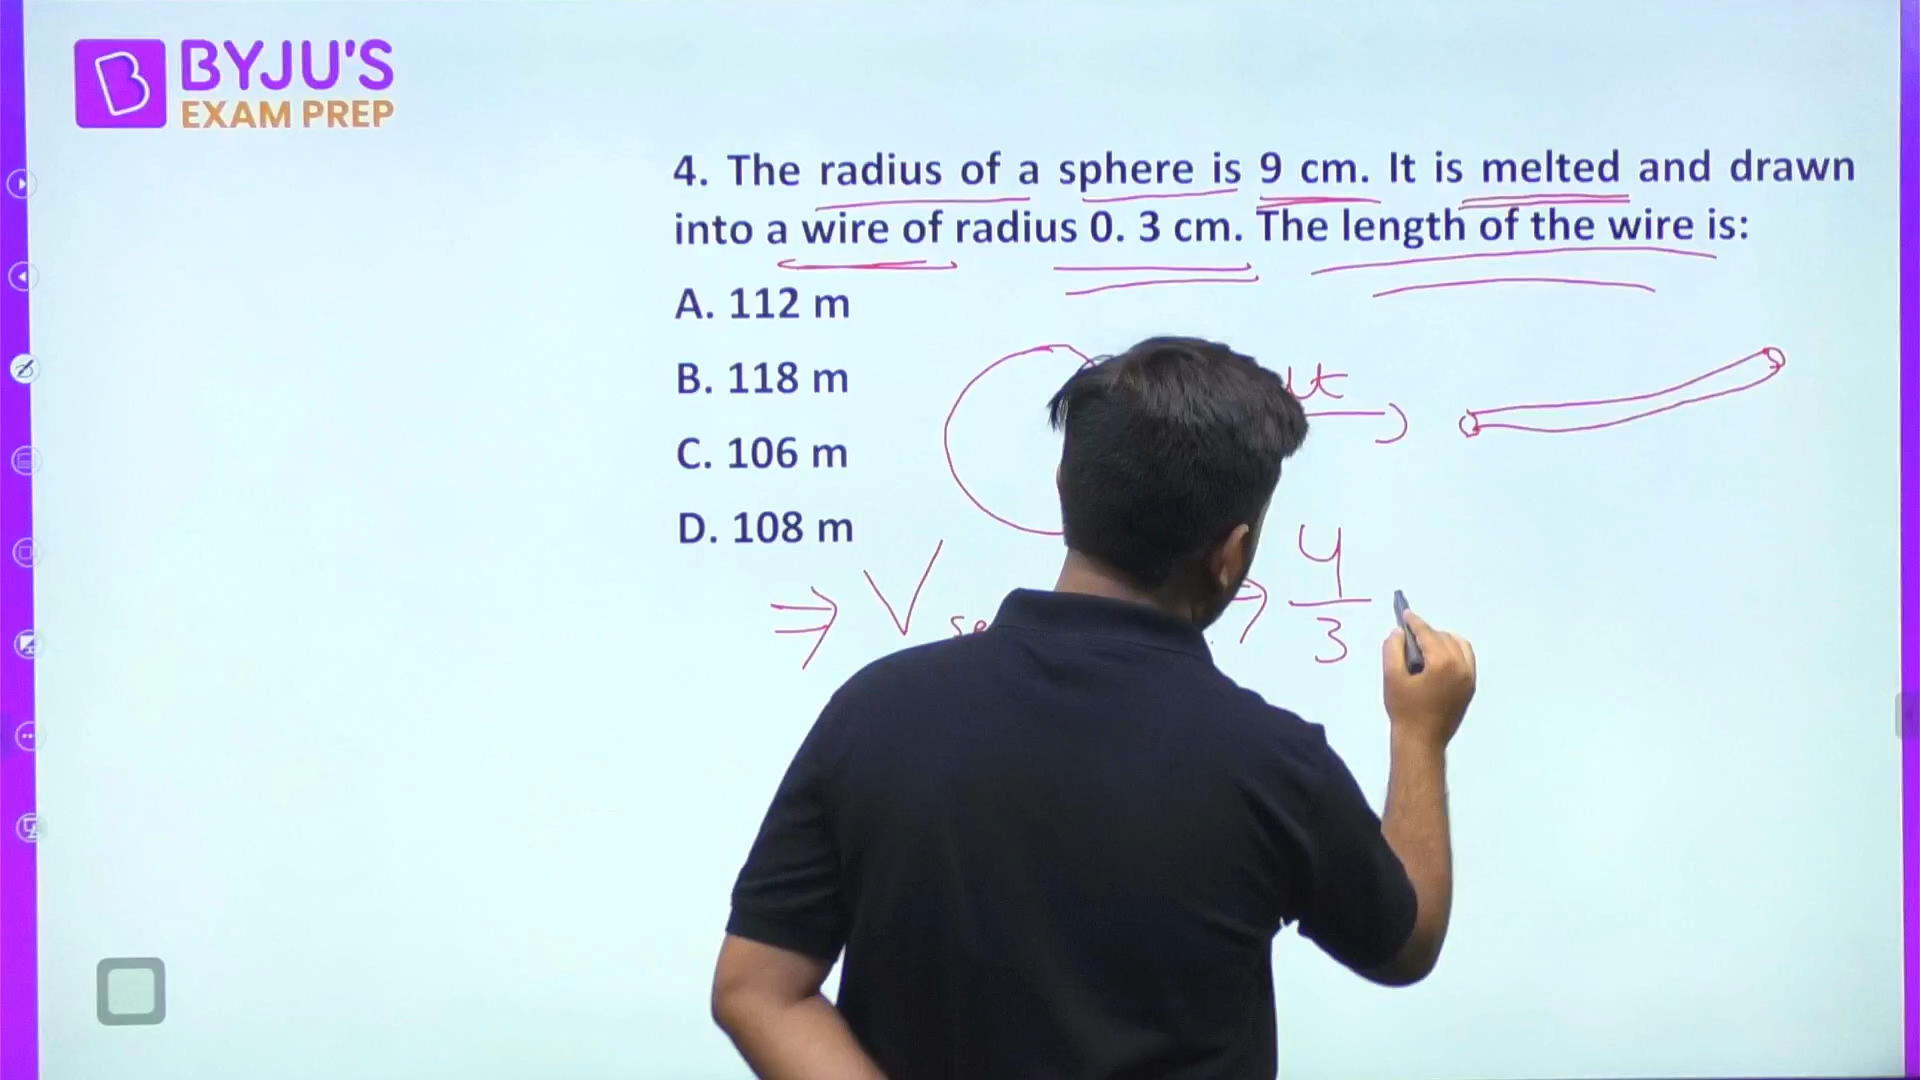 BYJU'S
EXAM PREP
4. The radius of a sphere is 9 cm. It is melted and drawn
into a wire of radius 0. 3 cm. The length of the wire is:
A. 112 m
B. 118 m
C. 106 m
D. 108 m
⇒ V
⇒ 4/3